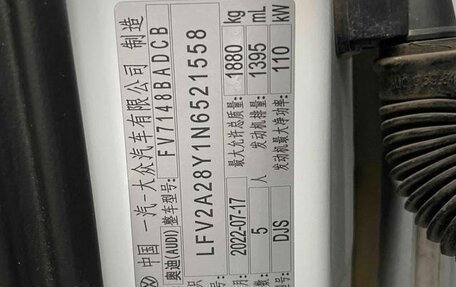 中国 一汽-大众汽车有限公司 制造
奥迪(AUDI) 整车型号: FV7148BADCB
LFV2A28Y1N6521558
2022-07-17 最大允许总质量: 1880 kg
5 人 发动机排量: 1395 mL
DJS 发动机最大净功率: 110 kW